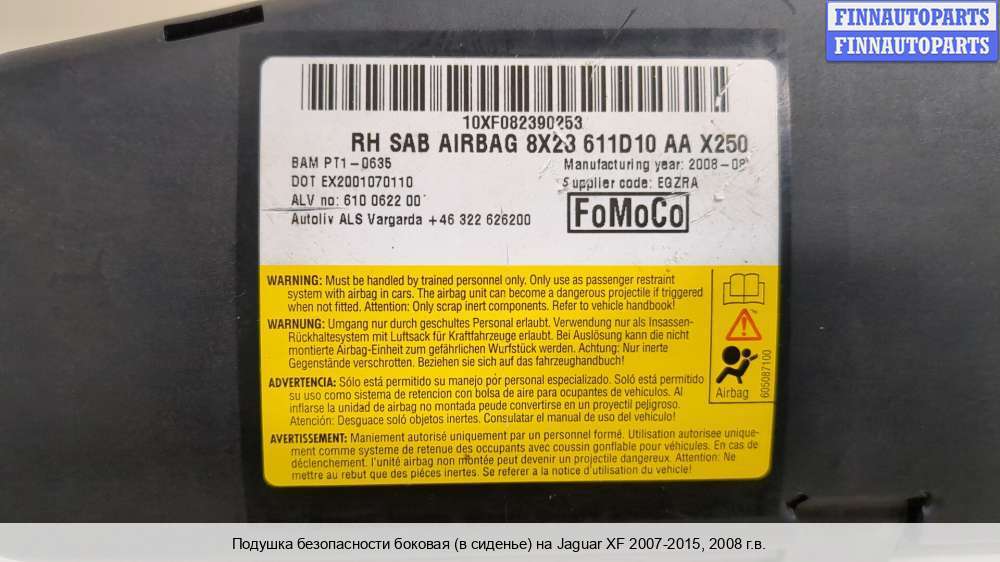 FINNAUTOPARTS
FINNAUTOPARTS
10XF082390253
RH SAB AIRBAG 8X23 611D10 AA X250
BAM PT1-0635
Manufacturing year: 2008-08
DOT EX2001070110
Supplier code: EGZRA
ALV no: 610 0622 00
Autoliv ALS Vargarda +46 322 626200
FoMoCo
WARNING: Must be handled by trained personnel only. Only use as passenger restraint
system with airbag in cars. The airbag unit can become a dangerous projectile if triggered
when not fitted. Attention: Only scrap inert components. Refer to vehicle handbook!
WARNUNG: Umgang nur durch geschultes Personal erlaubt. Verwendung nur als Insassen-
Rückhaltesystem mit Luftsack für Kraftfahrzeuge erlaubt. Bei Auslösung kann die nicht
montierte Airbag-Einheit zum gefährlichen Wurfstück werden. Achtung: Nur inerte
Gegenstände verschrotten. Beziehen sie sich auf das fahrzeughandbuch!
ADVERTENCIA: Sólo está permitido su manejo pór personal especializado. Soló está permitido
su uso como sistema de retencion con bolsa de aire para ocupantes de vehículos. Al
inflarse la unidad de airbag no montada peude convertirse en un proyectil peligroso.
Atención: Desguace soló objetos inertes. Consulatar el manual de uso del vehículo!
AVERTISSEMENT: Maniement autorisé uniquement par un personnel formé. Utilisation autorisee unique-
ment comme systeme de retenue des occupants avec coussin gonflable pour véhicules. En cas de
déclenchement. l'unité airbag non montée peut devenir un projectile dangereux. Attention: Ne
mettre au rebut que des piéces inertes. Se referer a la notice d'utilisation du vehicle!
Airbag
605087100
Подушка безопасности боковая (в сиденье) на Jaguar XF 2007-2015, 2008 г.в.